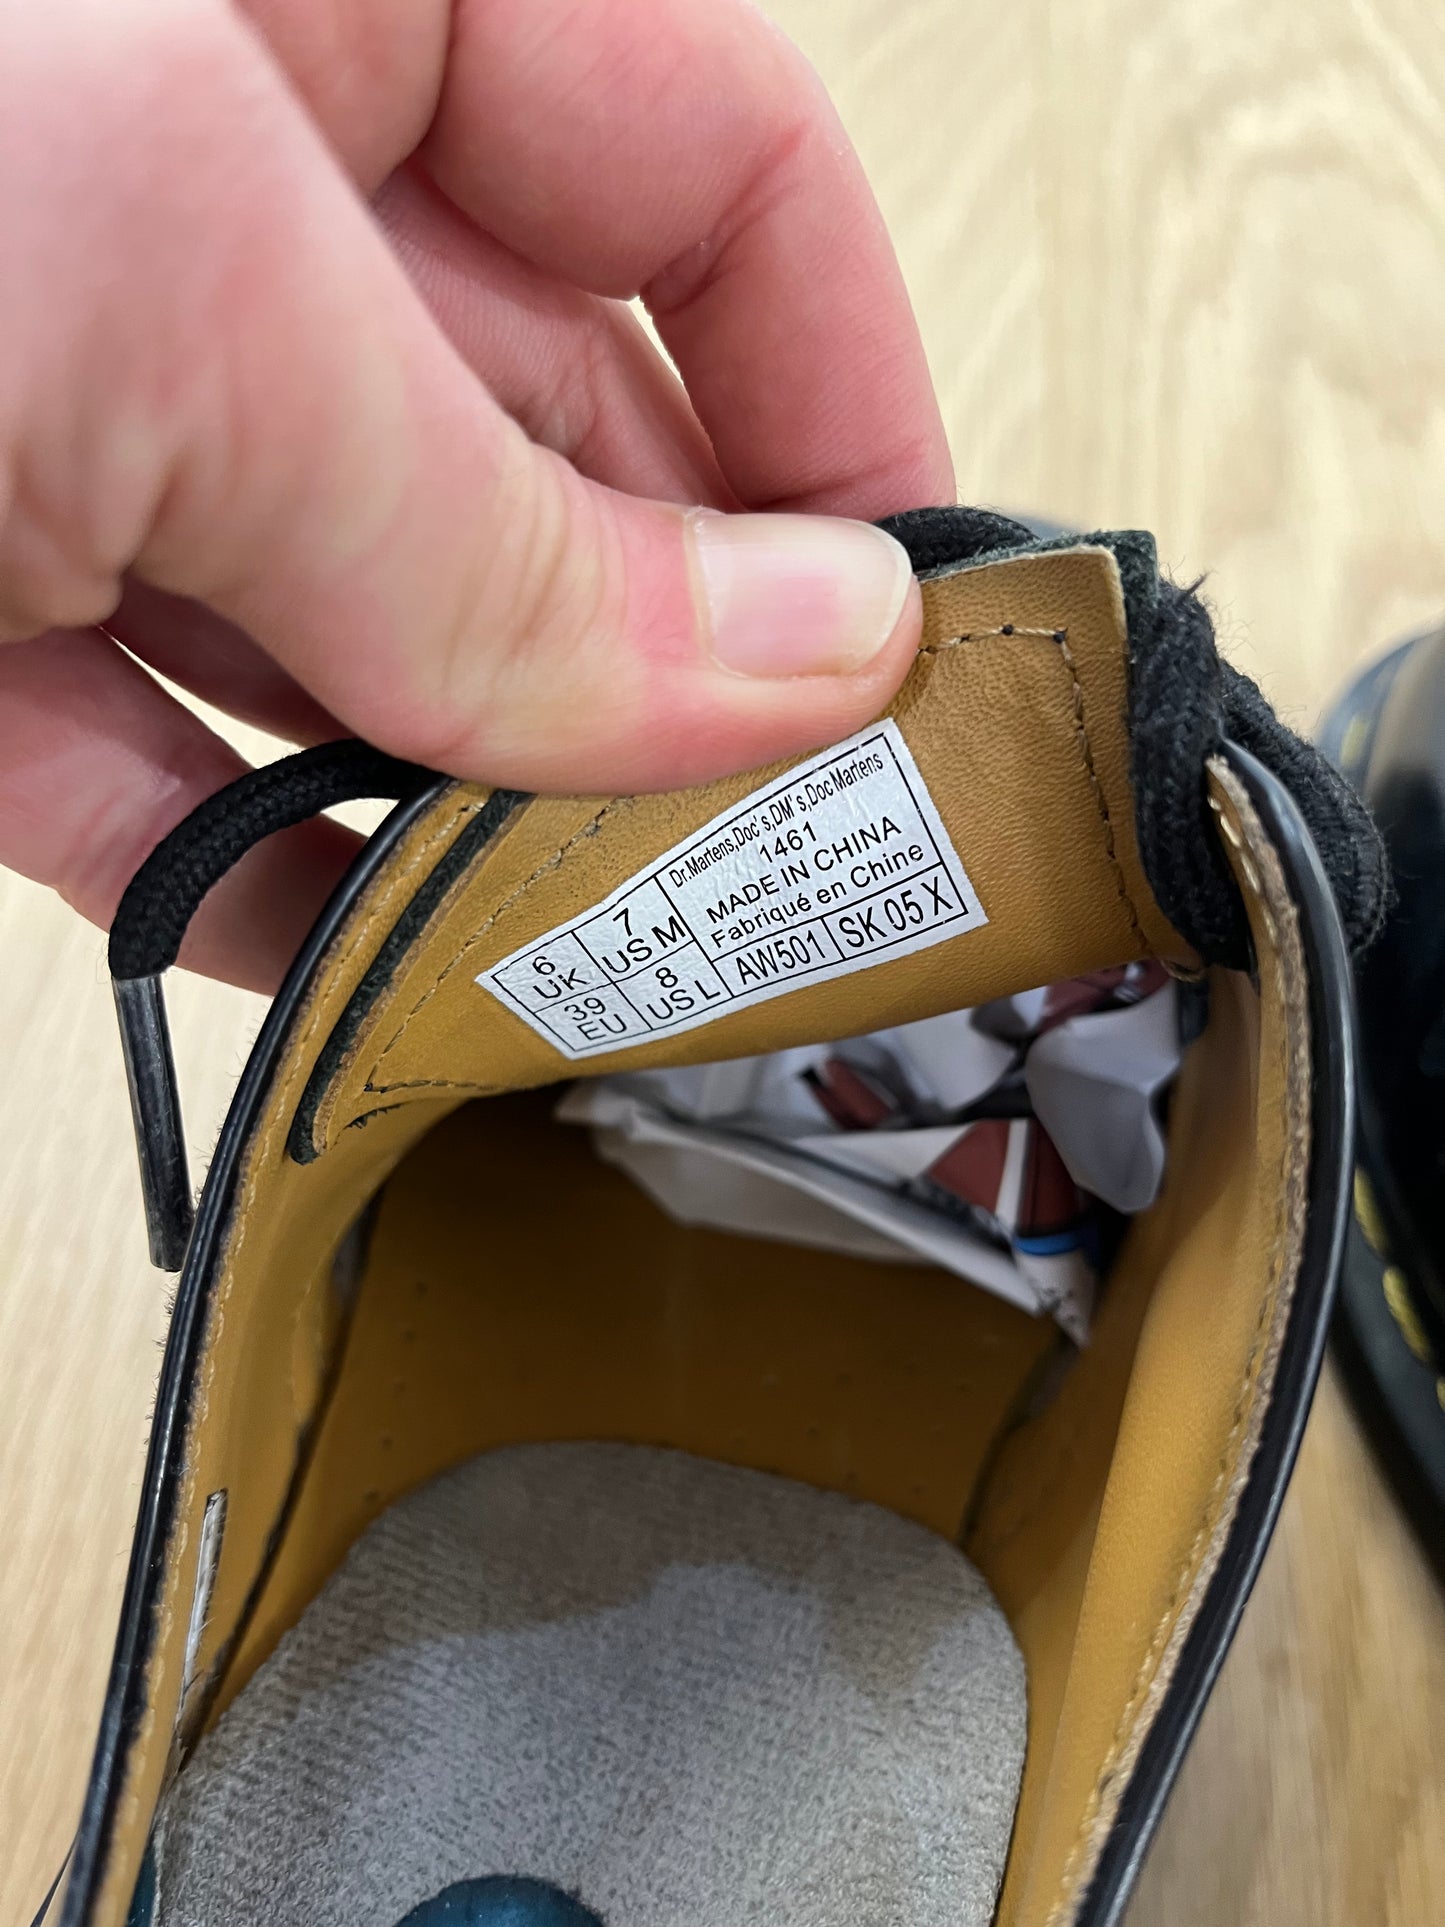 6
UK
7
US M
39
EU
8
US L
Dr.Martens,Doc's,DM's,Doc Martens
1461
MADE IN CHINA
Fabriqué en Chine
AW501
SK 05 X